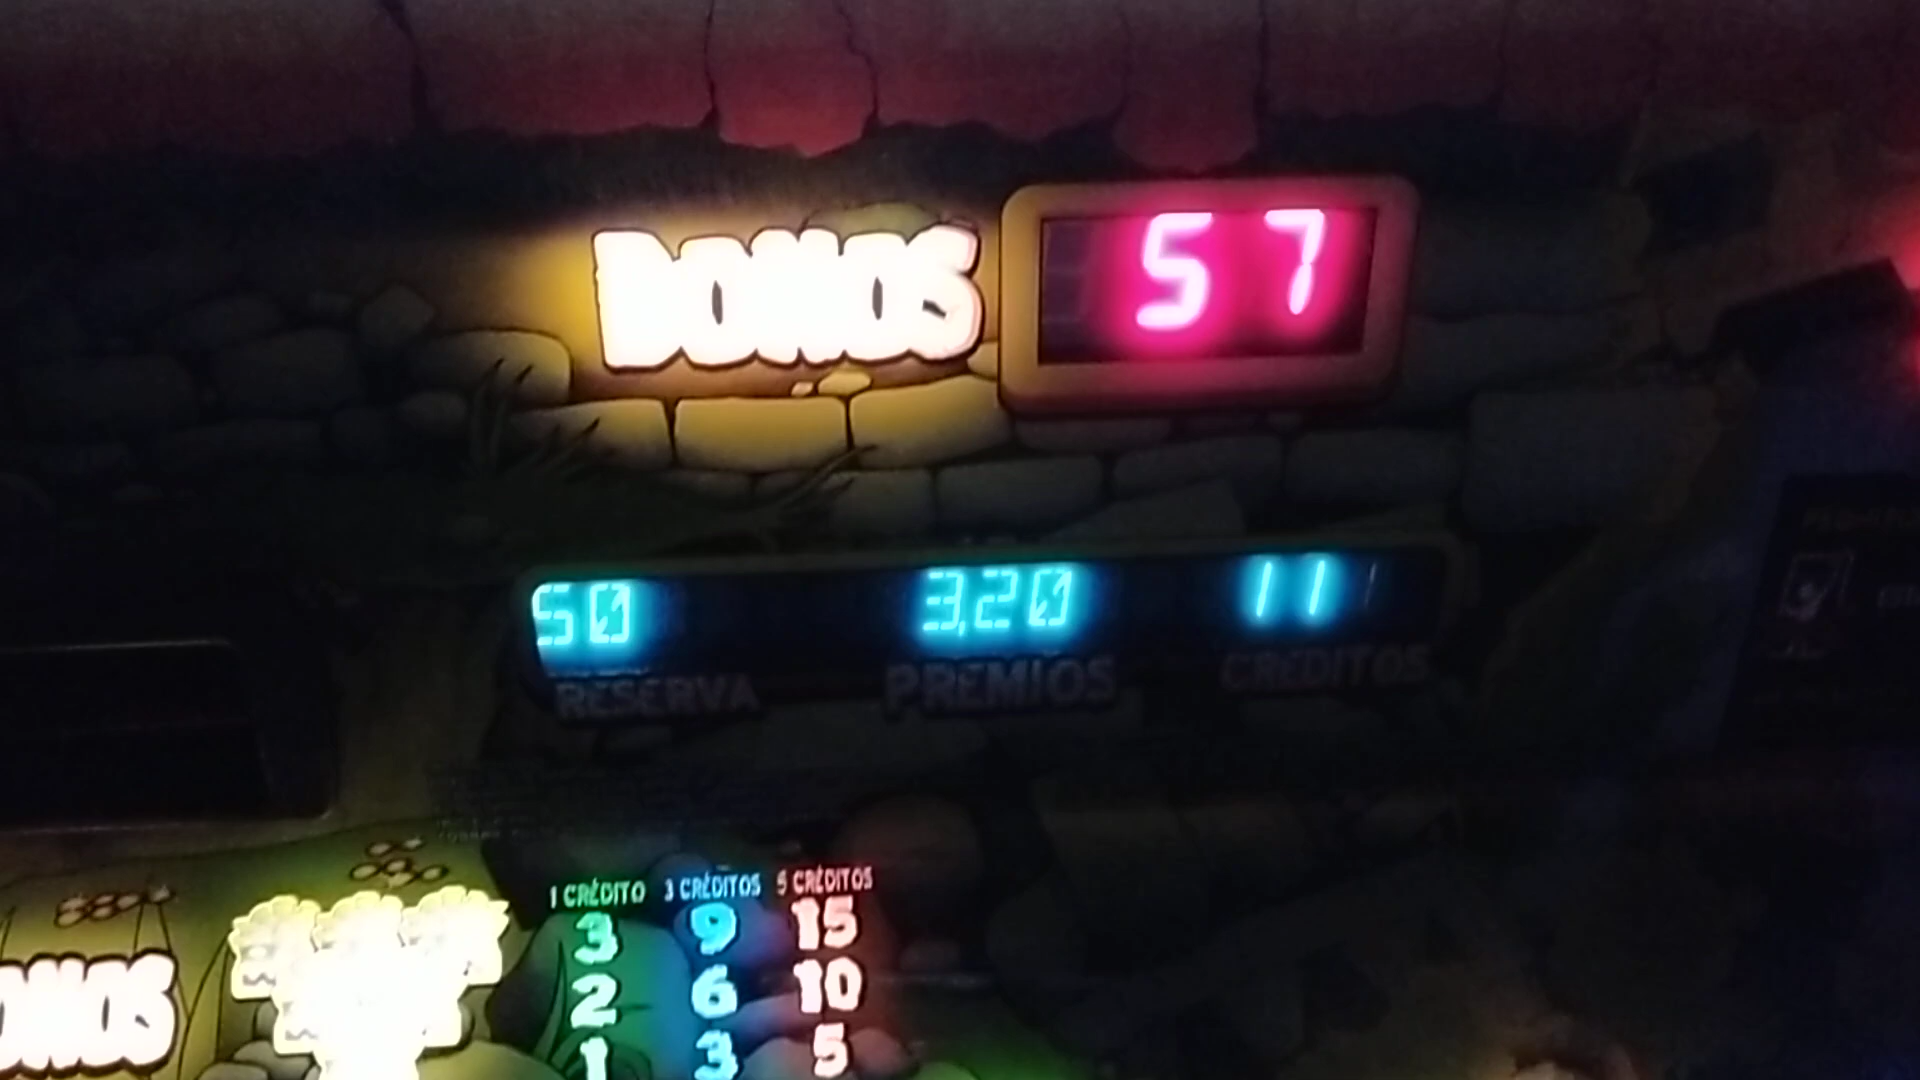 BONOS 57
50 3,20 11
RESERVA PREMIOS CRÉDITOS
1 CRÉDITO 3 CRÉDITOS 5 CRÉDITOS
3 9 15
2 6 10
BONOS
1 3 5